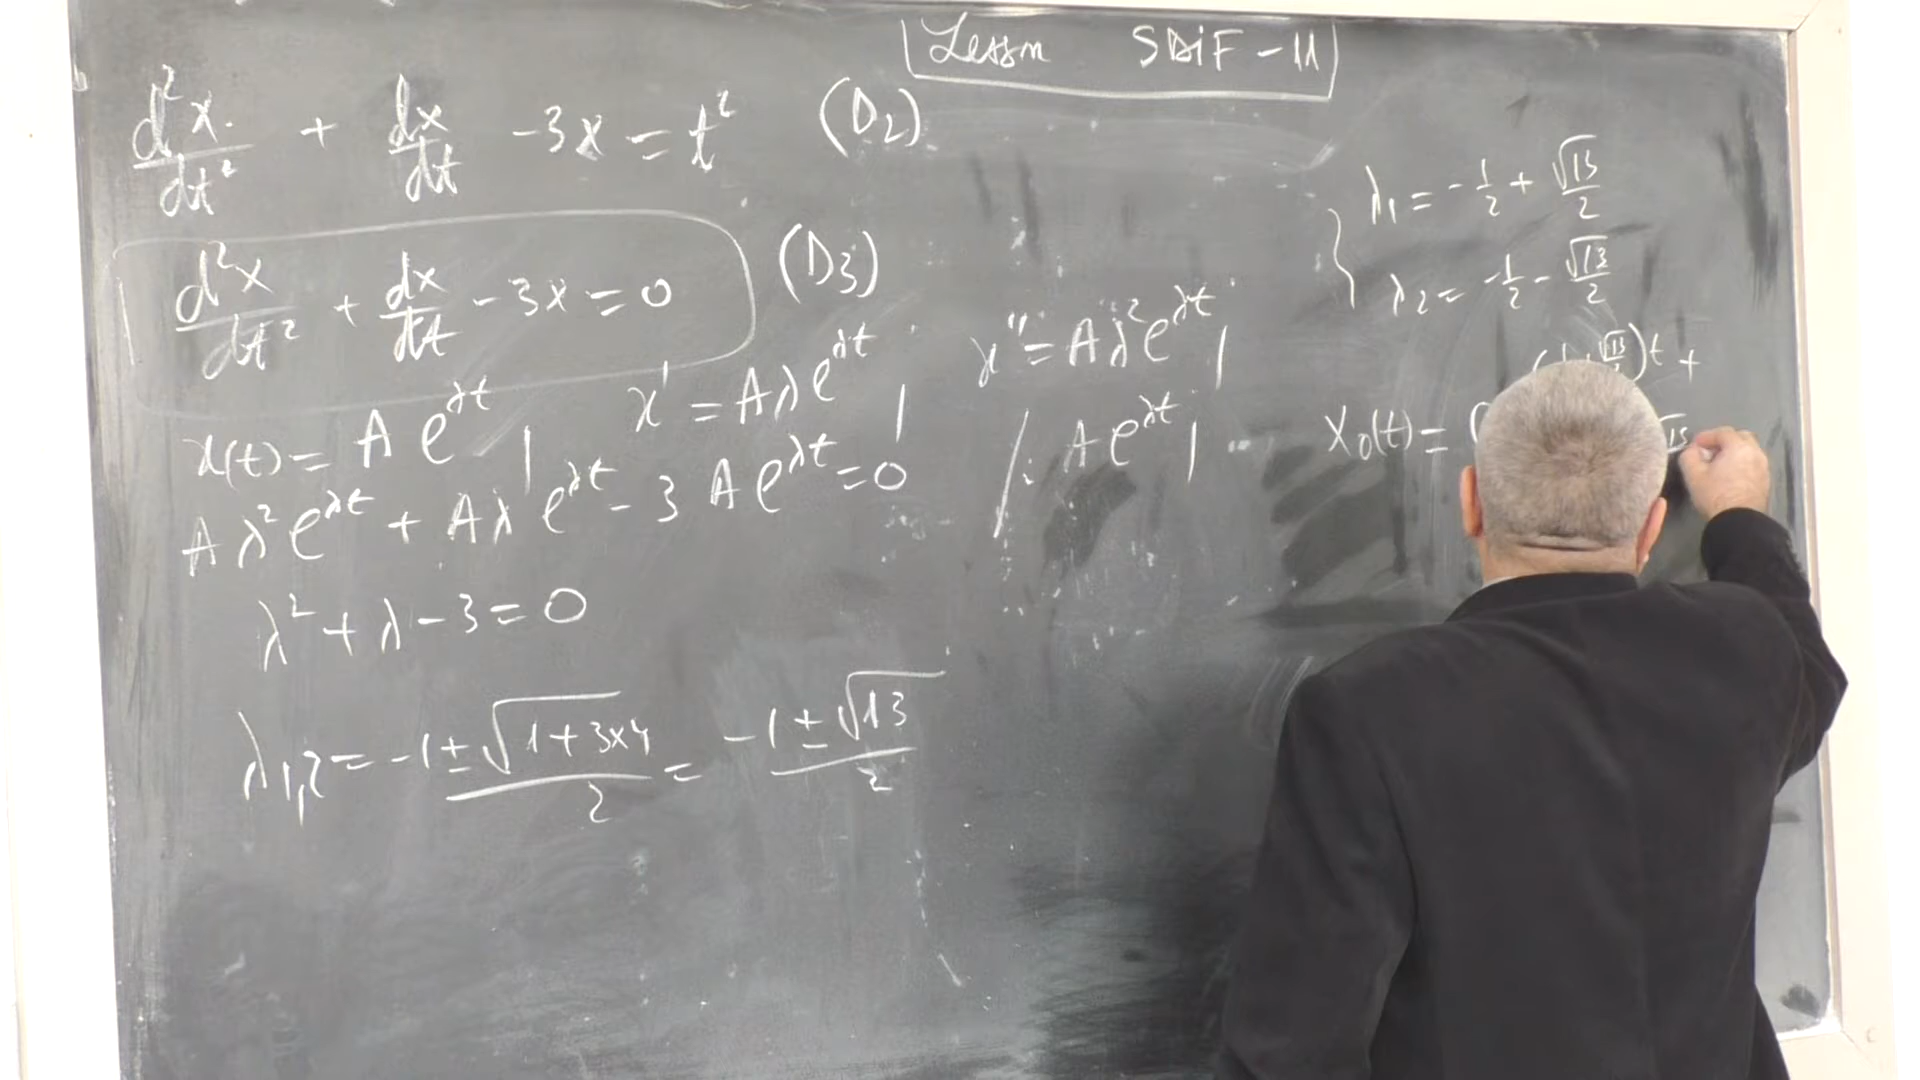 Lesson SDiF-11
d²x/dt² + dx/dt - 3x = t² (D2)
d²x/dt² + dx/dt - 3x = 0 (D3)
x(t) = A e^λt | x' = Aλe^λt | x'' = Aλ²e^λt |
Aλ²e^λt + Aλe^λt - 3Ae^λt = 0 /: Ae^λt |
λ² + λ - 3 = 0
λ1,2 = -1±√1+3x4/2 = -1±√13/2
λ1 = -1/2 + √13/2
λ2 = -1/2 - √13/2
X0(t) =
)t +